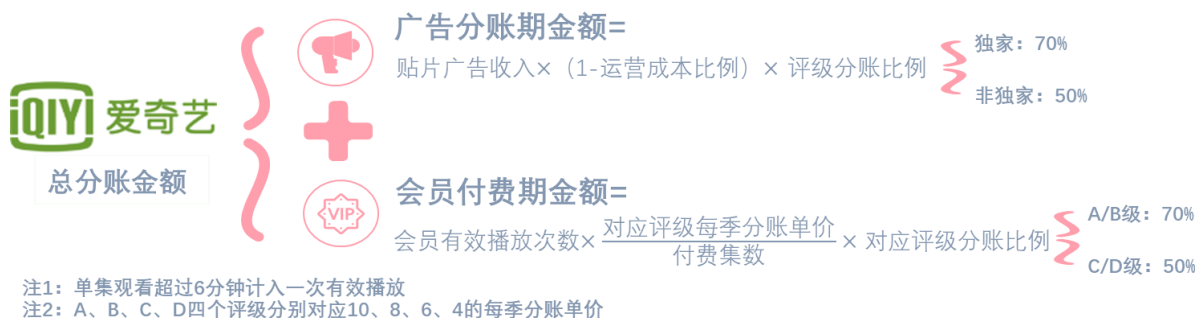 广告分账期金额=
贴片广告收入×（1-运营成本比例）× 评级分账比例
独家：70%
非独家：50%
iQIYI 爱奇艺
总分账金额
VIP
会员付费期金额=
会员有效播放次数× 对应评级每季分账单价 × 对应评级分账比例
付费集数
A/B级：70%
C/D级：50%
注1：单集观看超过6分钟计入一次有效播放
注2：A、B、C、D四个评级分别对应10、8、6、4的每季分账单价